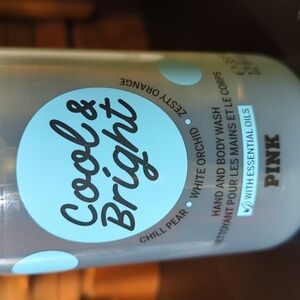 Cool &
Bright
CHILL PEAR • WHITE ORCHID • ZESTY ORANGE
HAND AND BODY WASH
NETTOYANT POUR LES MAINS ET LE CORPS
WITH ESSENTIAL OILS
PINK